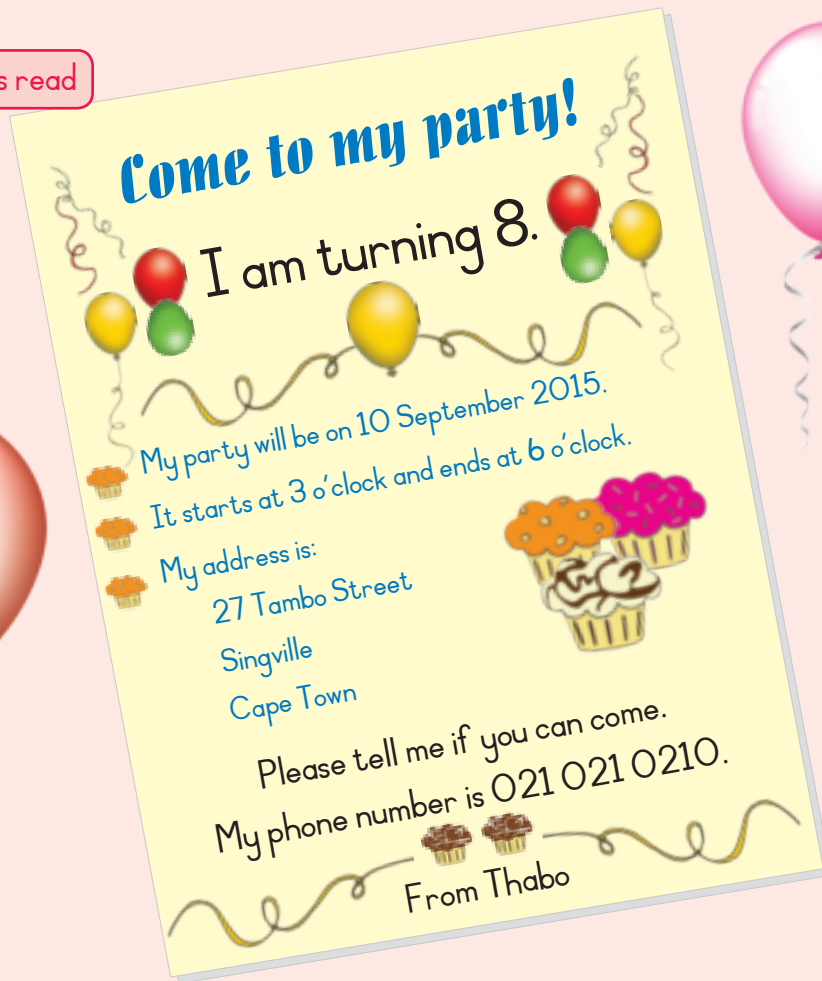 s read
Come to my party!
I am turning 8.
My party will be on 10 September 2015.
It starts at 3 o'clock and ends at 6 o'clock.
My address is:
27 Tambo Street
Singville
Cape Town
Please tell me if you can come.
My phone number is 021 021 0210.
From Thabo